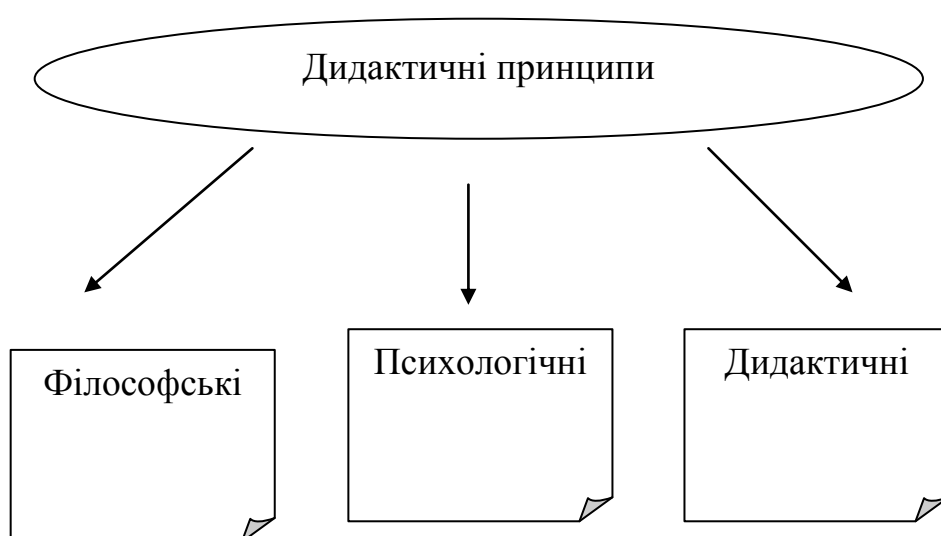 Дидактичні принципи
Філософські
Психологічні
Дидактичні